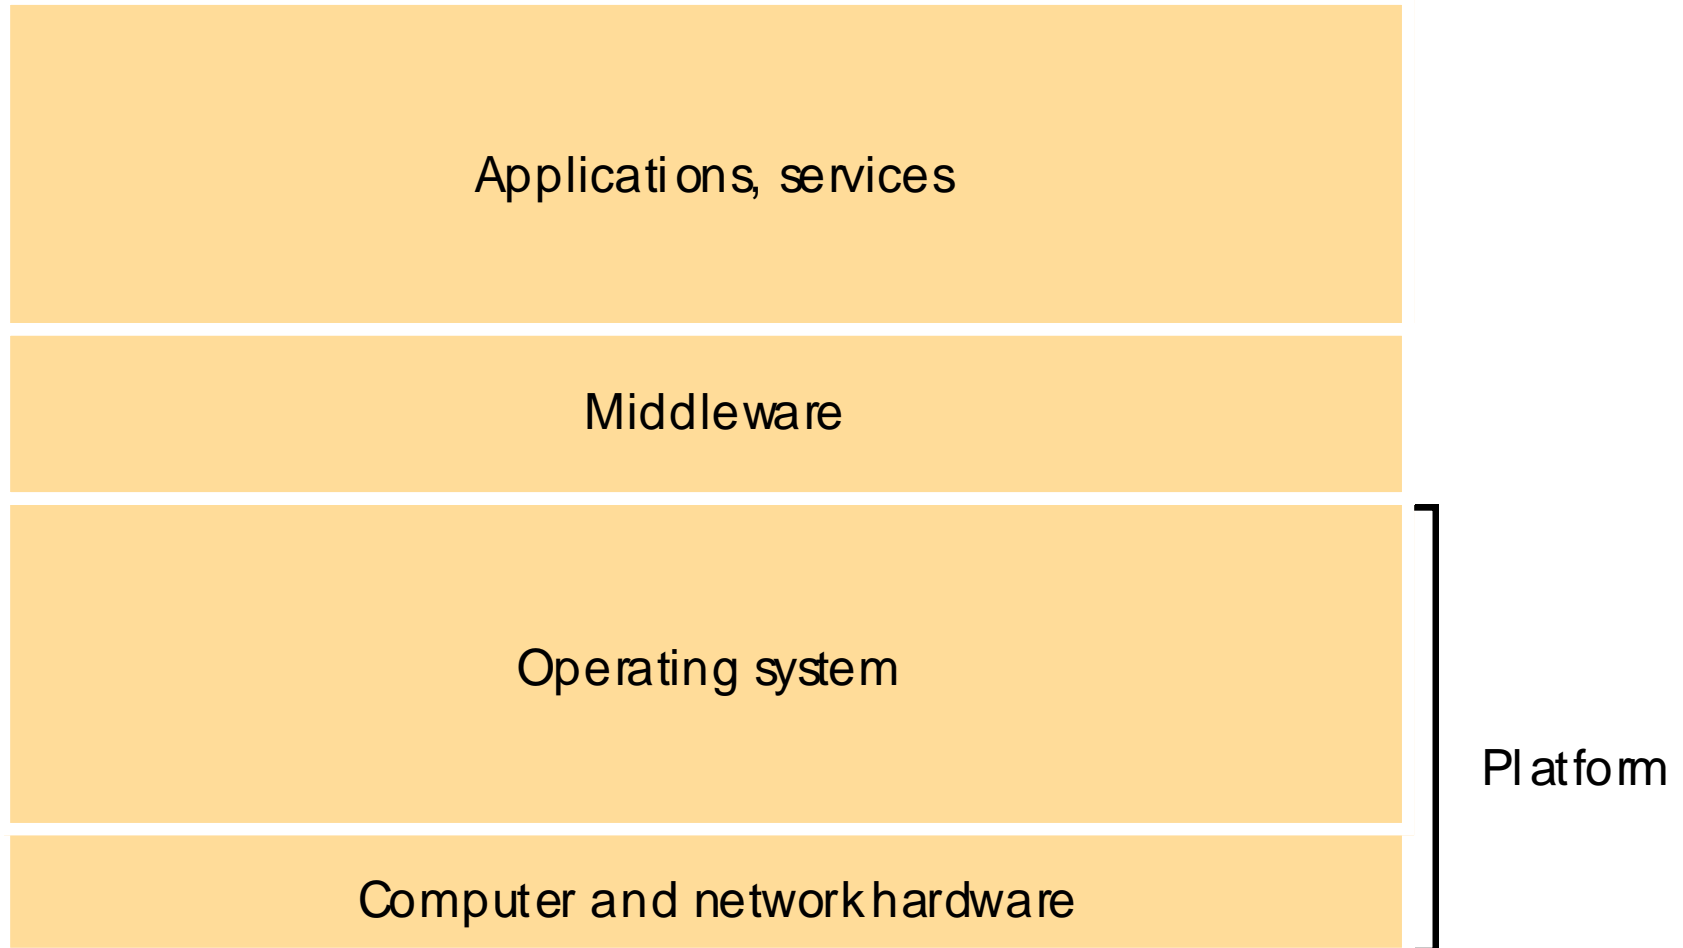 Applications, services
Middleware
Operating system
Platform
Computer and network hardware